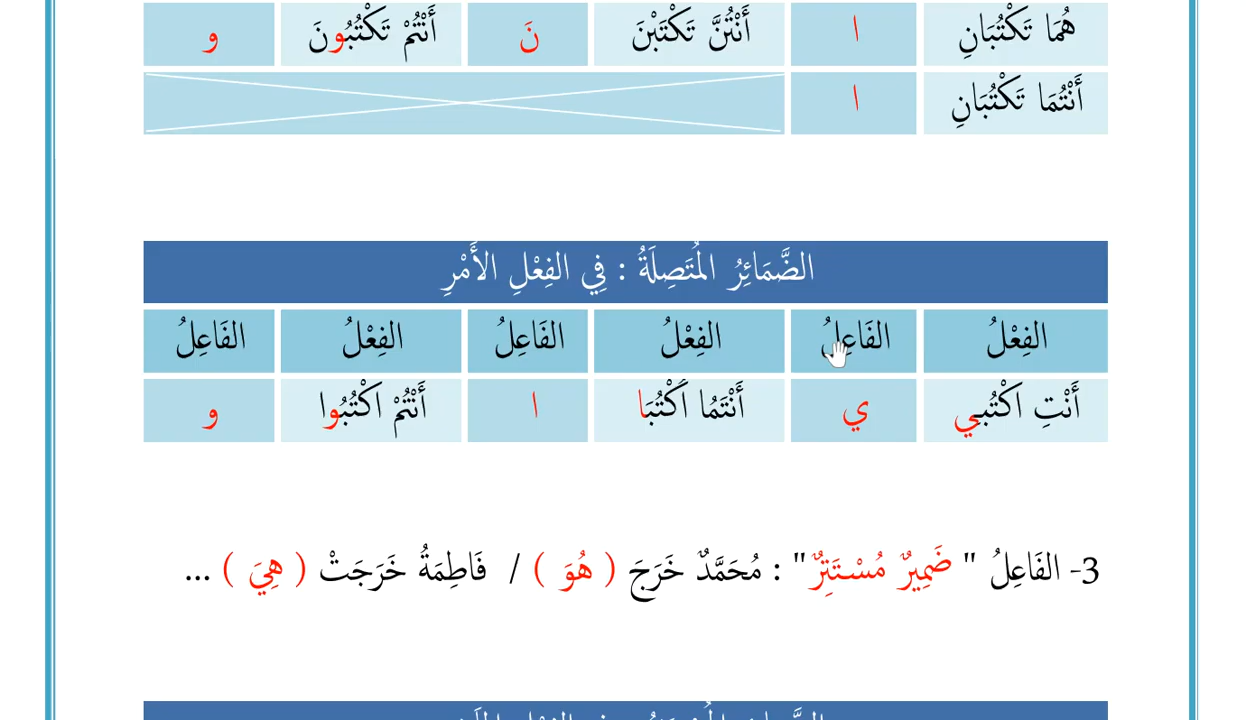 هُمَا تَكْتُبَانِ ا أَنْتُنَّ تَكْتَبْنَ نَ أَنْتُمْ تَكْتُبُونَ و
أَنْتُمَا تَكْتُبَانِ ا
الضَّمَائِرُ المُتَصِلَةُ : فِي الفِعْلِ الأَمْرِ
الفِعْلُ الفَاعِلُ الفِعْلُ الفَاعِلُ الفِعْلُ الفَاعِلُ
أَنْتِ اكْتُبِي ي أَنْتَمُا اكْتُبَا ا أَنْتُمْ اكْتُبُوا و
3- الفَاعِلُ " ضَمِيرٌ مُسْتَتِرٌ" : مُحَمَّدٌ خَرَجَ ( هُوَ ) / فَاطِمَةُ خَرَجَتْ ( هِيَ ) ...